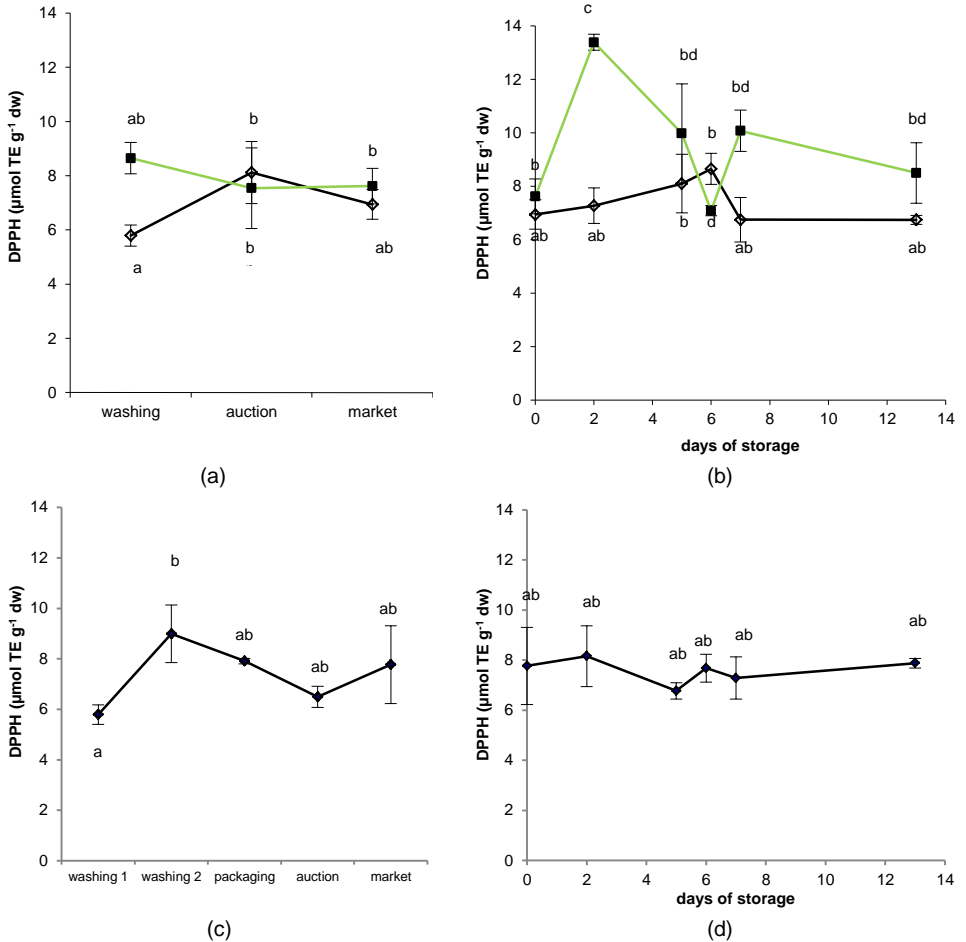 14
12
10
8
6
4
2
0
DPPH (µmol TE g-1 dw)
ab
b
b
a
b
ab
washing auction market
(a)
14
12
10
8
6
4
2
0
DPPH (µmol TE g-1 dw)
c
bd
b
bd
bd
b
ab
ab
b
d
ab
ab
0 2 4 6 8 10 12 14
days of storage
(b)
14
12
10
8
6
4
2
0
DPPH (µmol TE g-1 dw)
b
ab
ab
ab
a
washing 1 washing 2 packaging auction market
(c)
14
12
10
8
6
4
2
0
DPPH (µmol TE g-1 dw)
ab
ab
ab
ab
ab
ab
0 2 4 6 8 10 12 14
days of storage
(d)